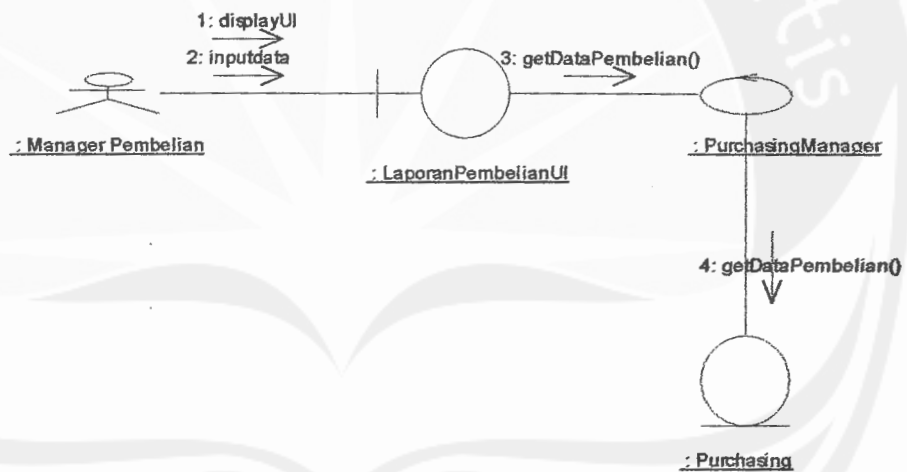 1: displayUI
2: inputdata
3: getDataPembelian()
: Manager Pembelian
: LaporanPembelianUI
: PurchasingManager
4: getDataPembelian()
: Purchasing